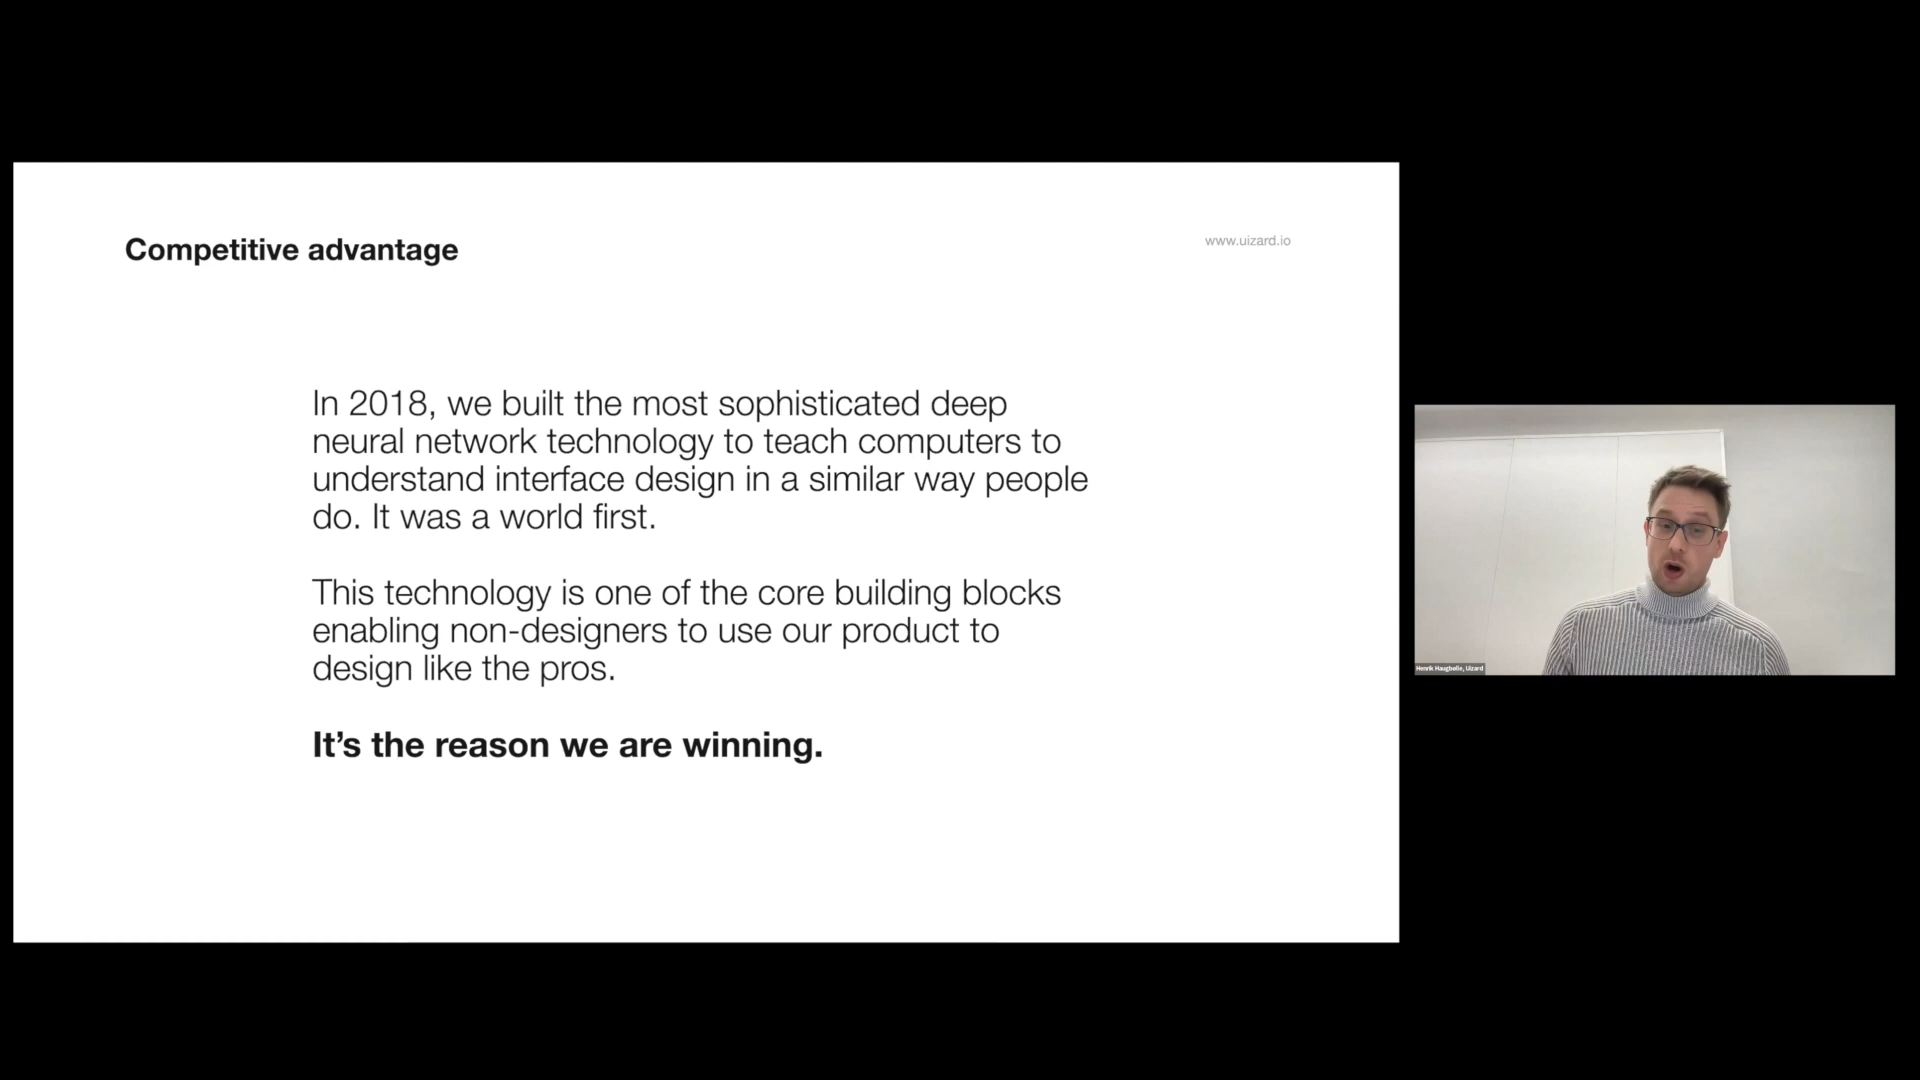 Competitive advantage
www.uizard.io
In 2018, we built the most sophisticated deep
neural network technology to teach computers to
understand interface design in a similar way people
do. It was a world first.
This technology is one of the core building blocks
enabling non-designers to use our product to
design like the pros.
It’s the reason we are winning.
Henrik Haugbølle, Uizard